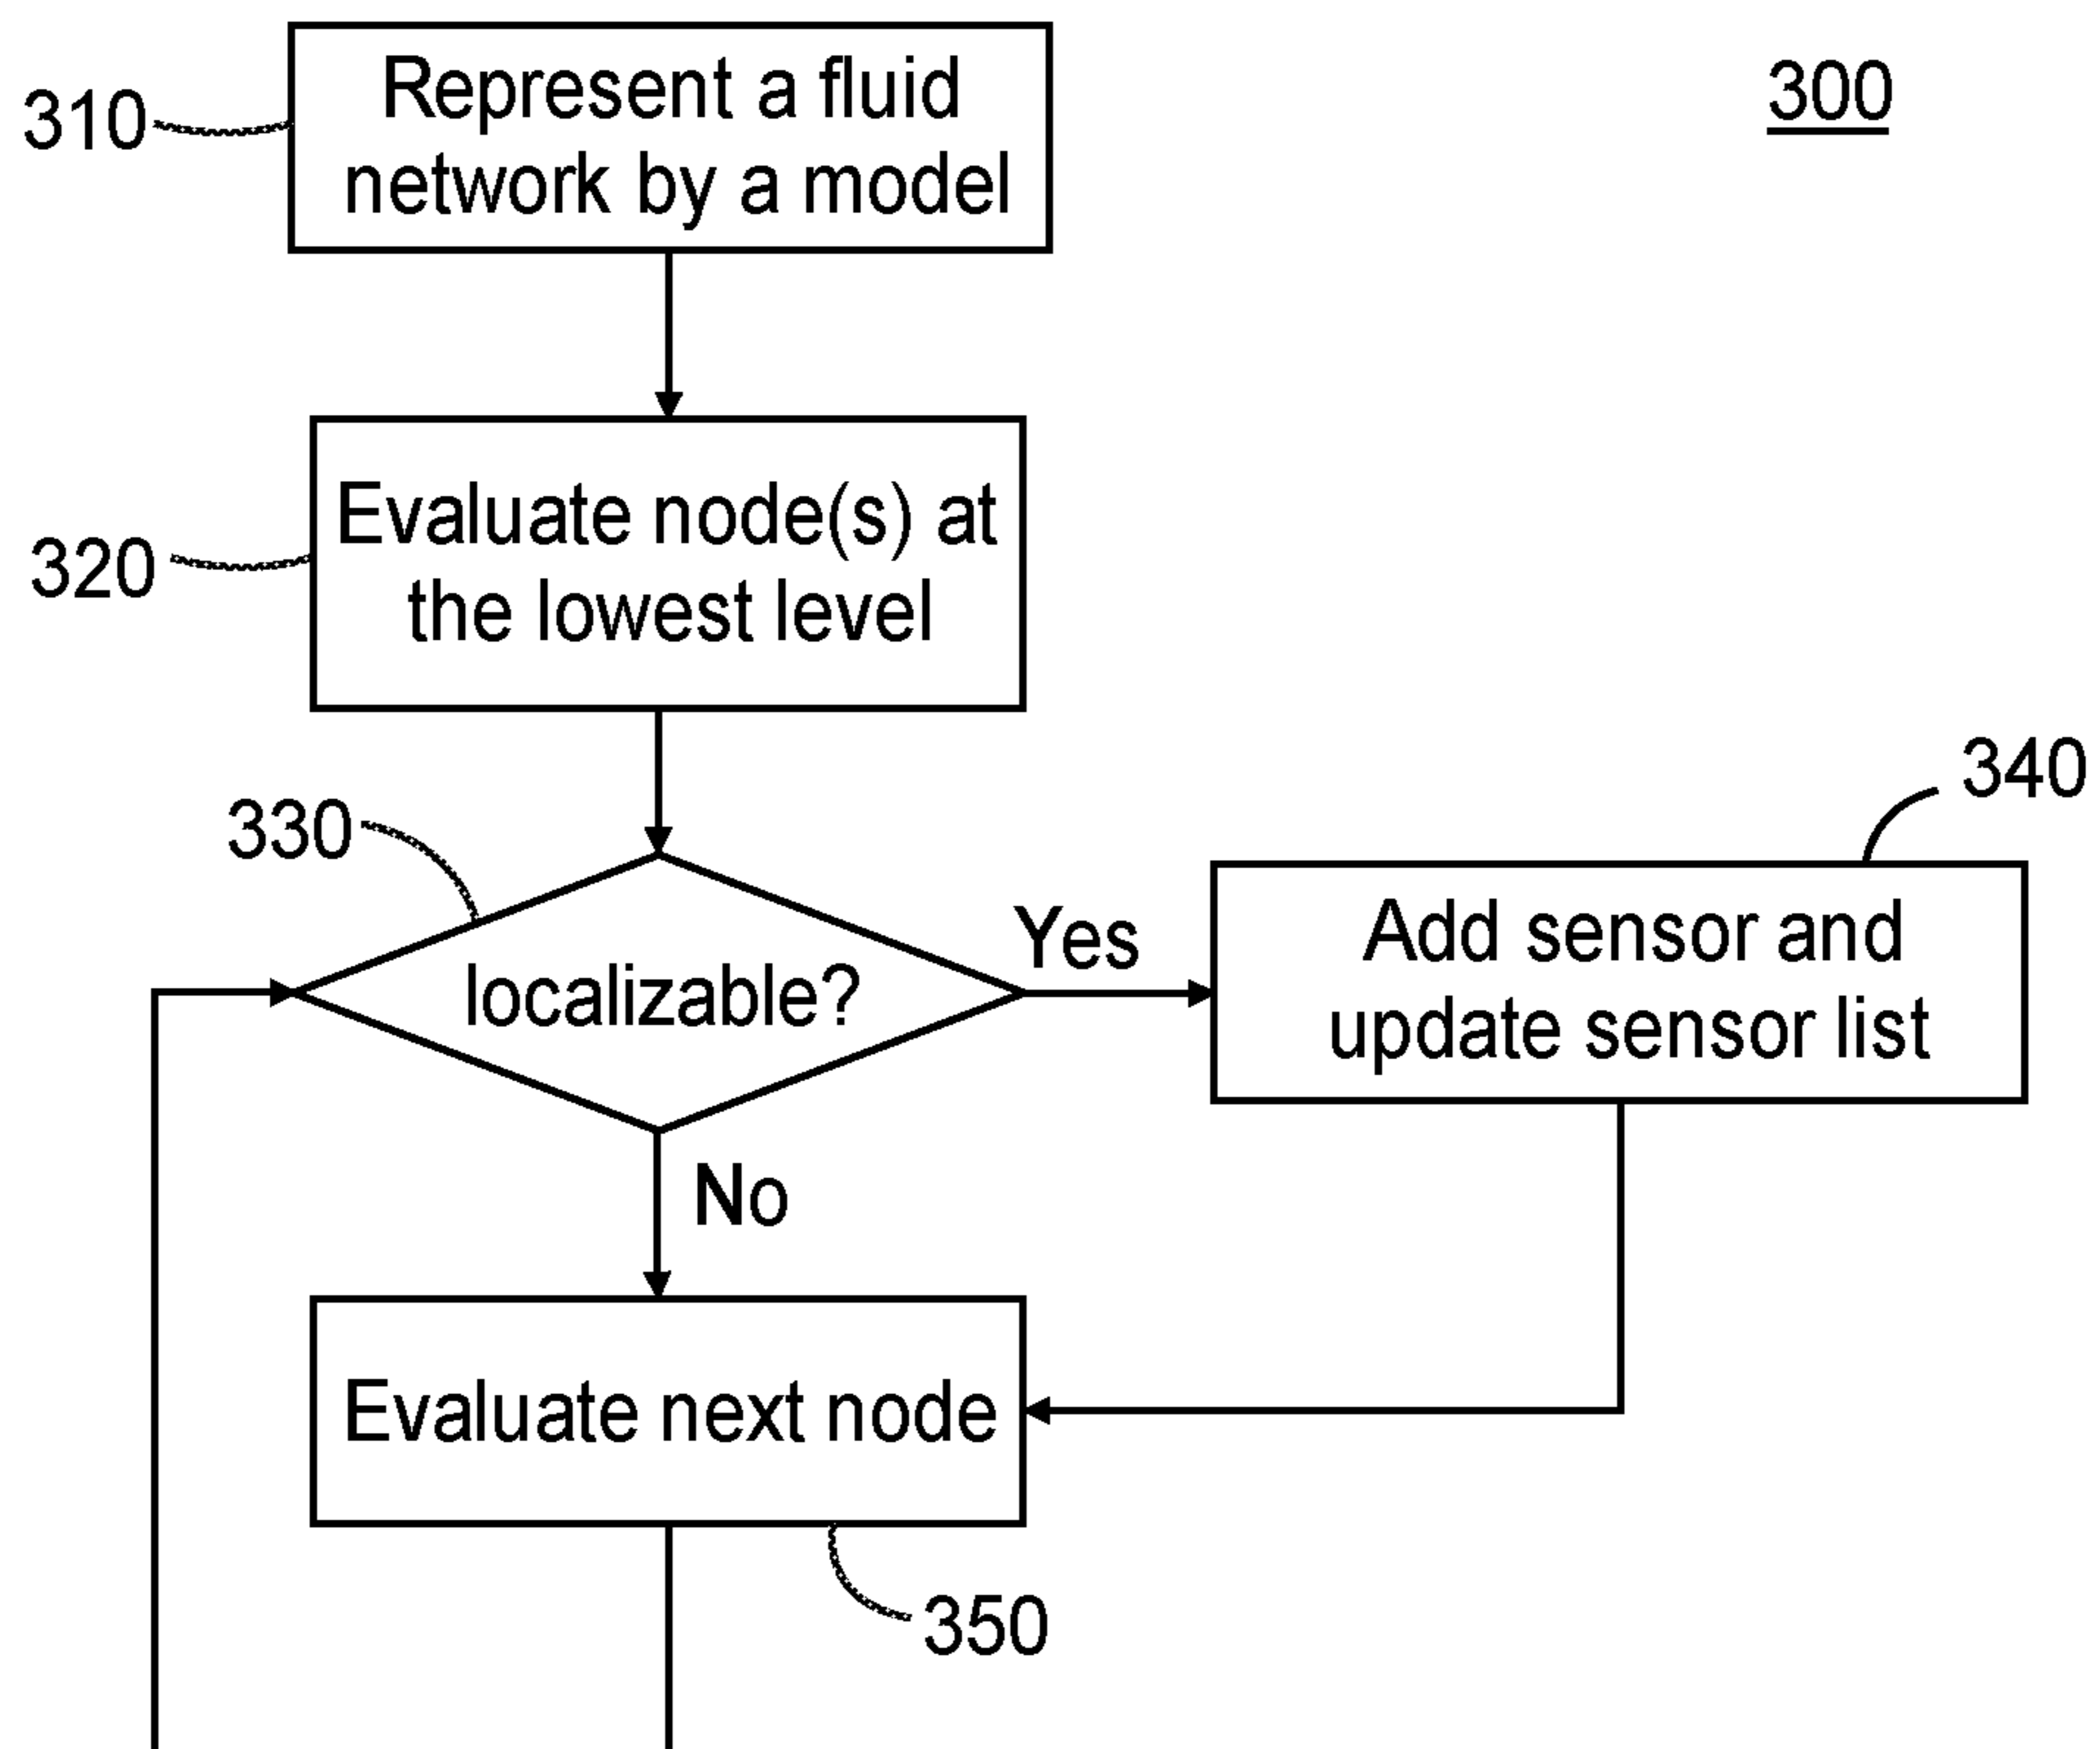 300
310
Represent a fluid
network by a model
320
Evaluate node(s) at
the lowest level
330
localizable?
Yes
340
Add sensor and
update sensor list
No
Evaluate next node
350